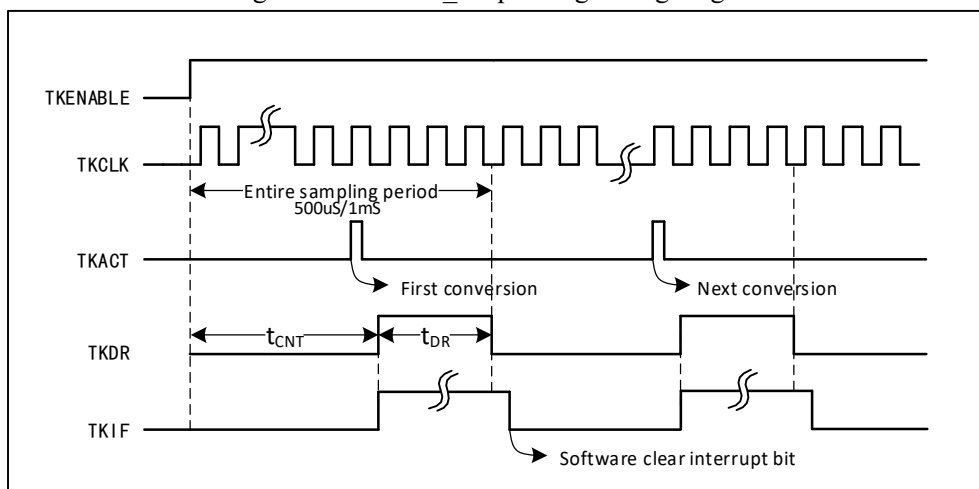 TKENABLE
TKCLK
Entire sampling period
500uS/1mS
TKACT
First conversion
Next conversion
tCNT
tDR
TKDR
TKIF
Software clear interrupt bit